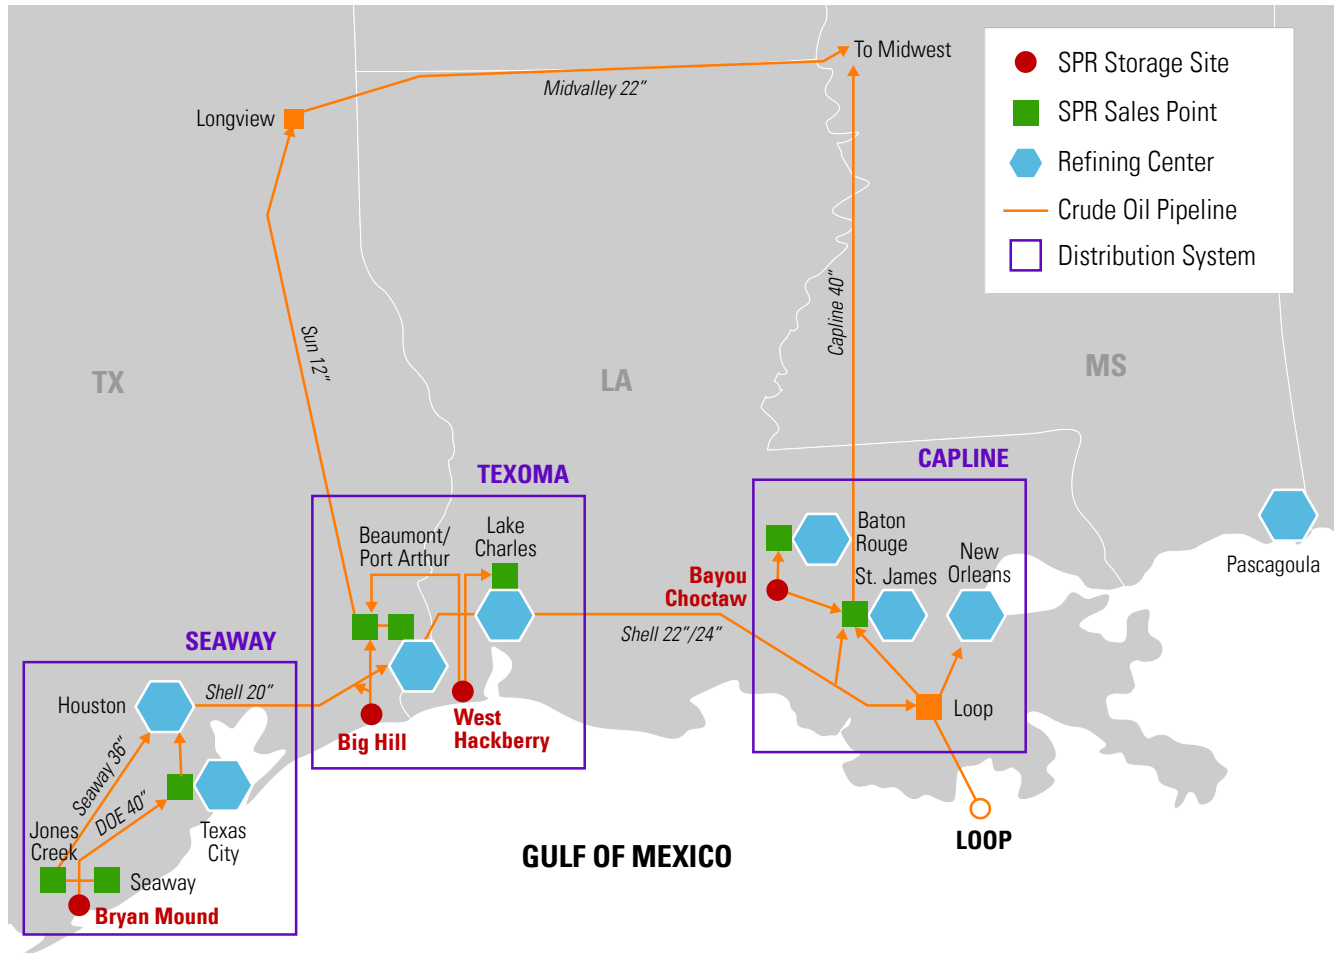 To Midwest
Midvalley 22”
Longview
SPR Storage Site
SPR Sales Point
Refining Center
Crude Oil Pipeline
Distribution System
Sun 12”
Capline 40”
TX
LA
MS
TEXOMA
CAPLINE
Beaumont/
Port Arthur
Lake
Charles
Baton
Rouge
New
Orleans
Pascagoula
Bayou
Choctaw
St. James
Shell 22”/24”
SEAWAY
Houston
Shell 20”
Big Hill
West
Hackberry
Loop
Seaway 36”
DOE 40”
Jones
Creek
Texas
City
Seaway
Bryan Mound
GULF OF MEXICO
LOOP